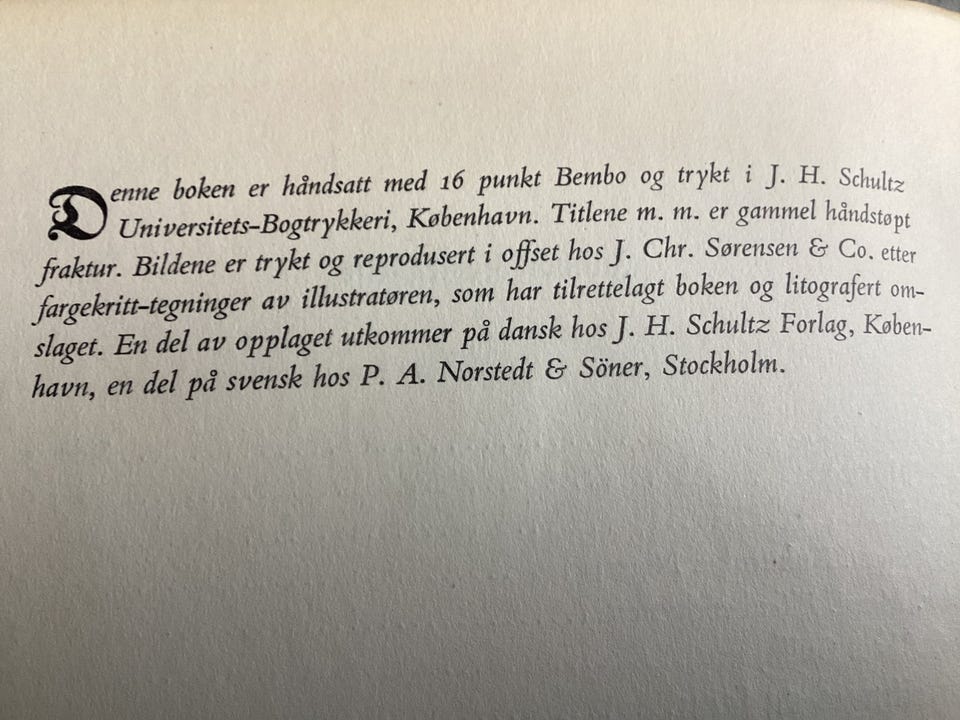 Denne boken er håndsatt med 16 punkt Bembo og trykt i J. H. Schultz
Universitets-Bogtrykkeri, København. Titlene m. m. er gammel håndstøpt
fraktur. Bildene er trykt og reprodusert i offset hos J. Chr. Sørensen & Co. etter
fargekritt-tegninger av illustratøren, som har tilrettelagt boken og litografert om-
slaget. En del av opplaget utkommer på dansk hos J. H. Schultz Forlag, Køben-
havn, en del på svensk hos P. A. Norstedt & Söner, Stockholm.